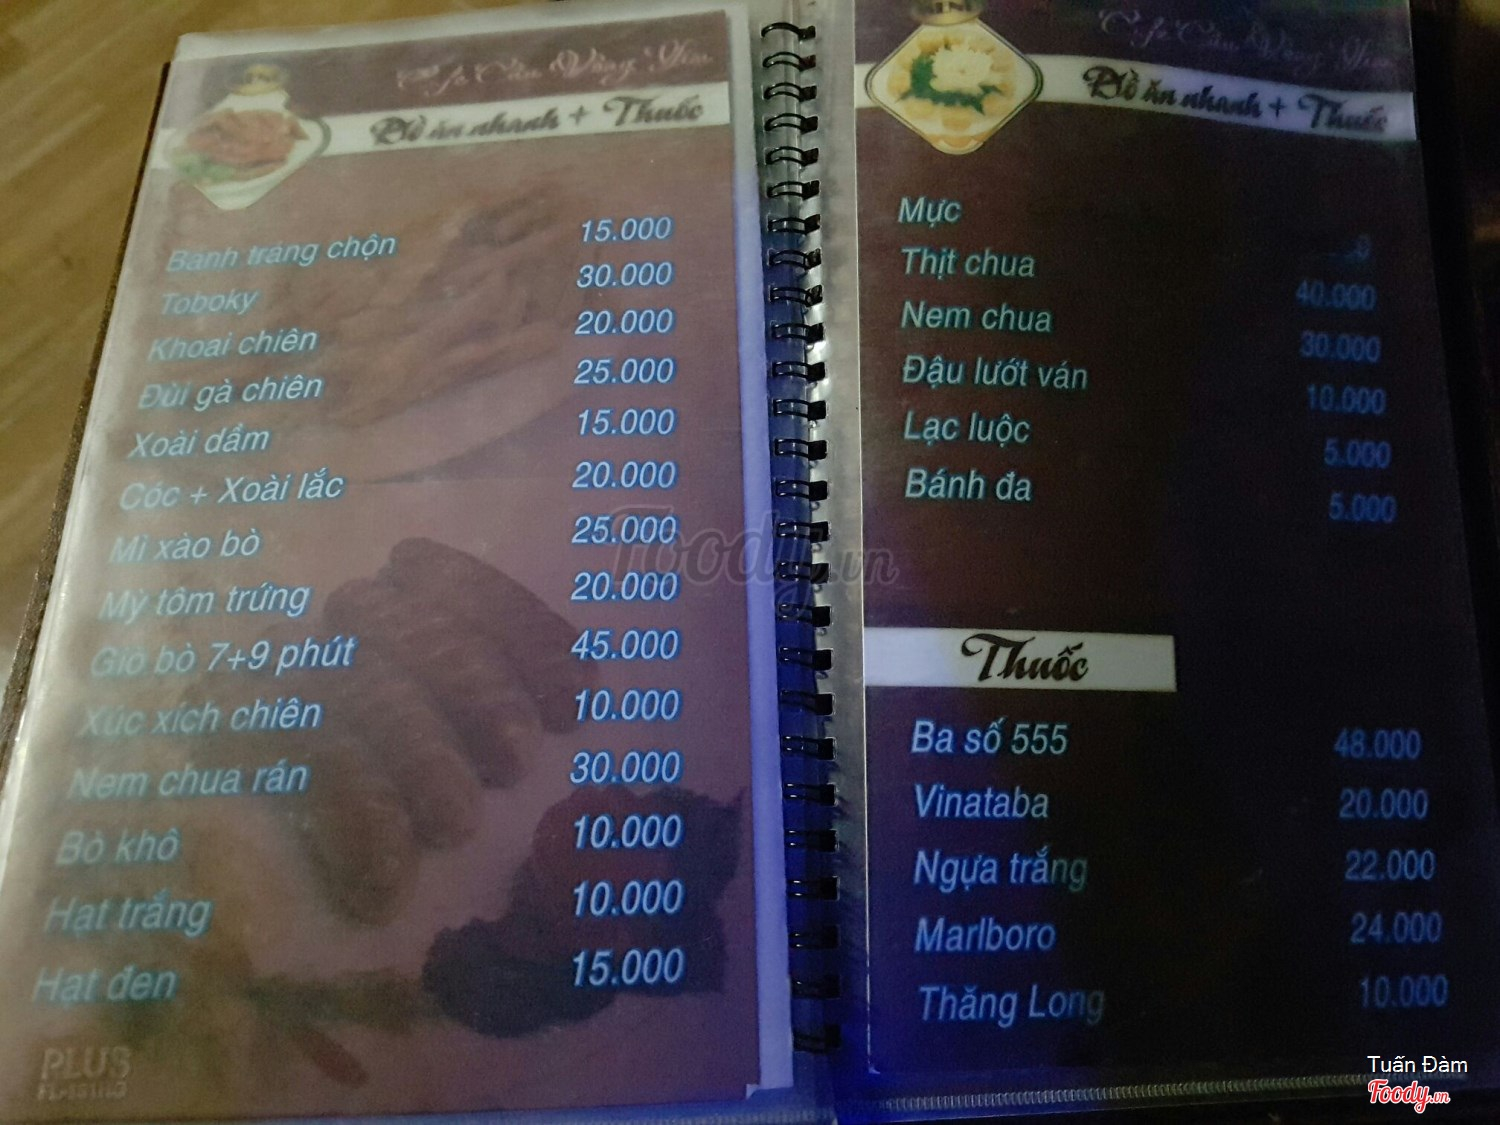 Đồ ăn nhanh + Thuốc
Bánh tráng chộn 15.000
Toboky 30.000
Khoai chiên 20.000
Đùi gà chiên 25.000
Xoài dầm 15.000
Cóc + Xoài lắc 20.000
Mì xào bò 25.000
Mỳ tôm trứng 20.000
Giò bò 7+9 phút 45.000
Xúc xích chiên 10.000
Nem chua rán 30.000
Bò khô 10.000
Hạt trắng 10.000
Hạt đen 15.000
PLUS
Đồ ăn nhanh + Thuốc
Mực
Thịt chua 40.000
Nem chua 30.000
Đậu lướt ván 10.000
Lạc luộc 5.000
Bánh đa 5.000
Thuốc
Ba số 555 48.000
Vinataba 20.000
Ngựa trắng 22.000
Marlboro 24.000
Thăng Long 10.000
Foody.vn
Tuấn Đàm
Foody.vn